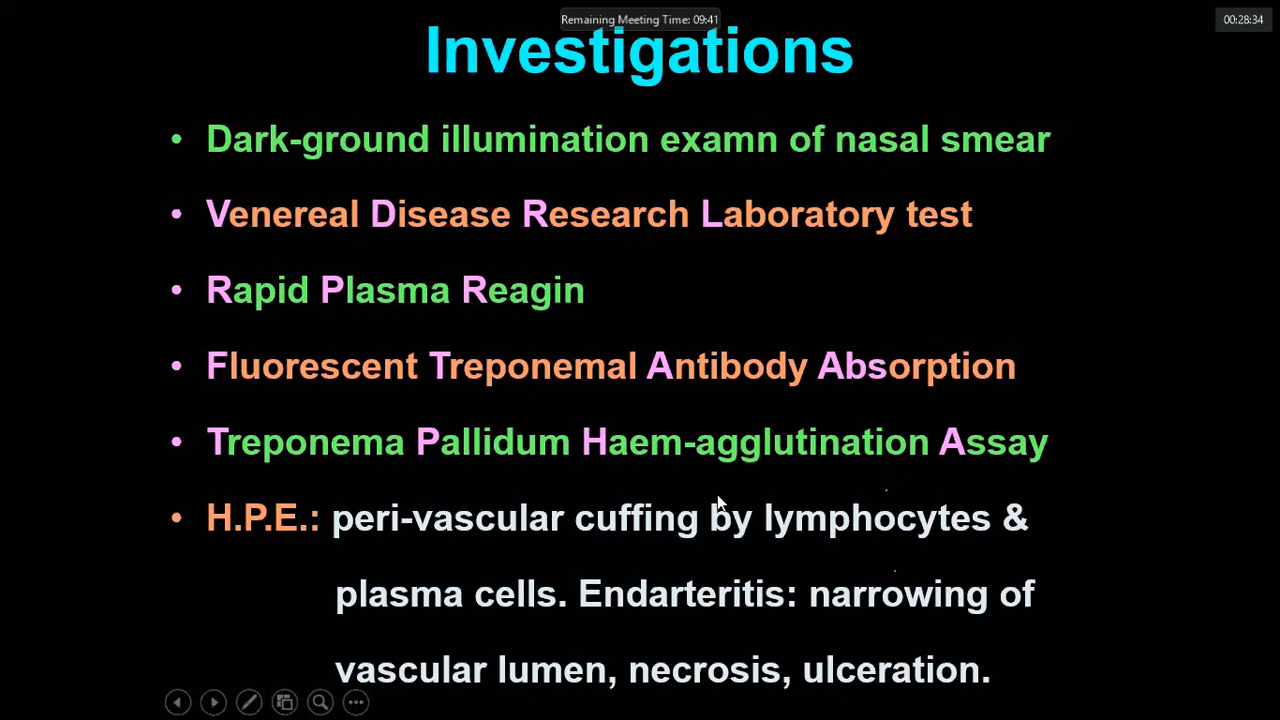 Remaining Meeting Time: 09:41
00:28:34
Investigations
• Dark-ground illumination examn of nasal smear
• Venereal Disease Research Laboratory test
• Rapid Plasma Reagin
• Fluorescent Treponemal Antibody Absorption
• Treponema Pallidum Haem-agglutination Assay
• H.P.E.: peri-vascular cuffing by lymphocytes &
plasma cells. Endarteritis: narrowing of
vascular lumen, necrosis, ulceration.